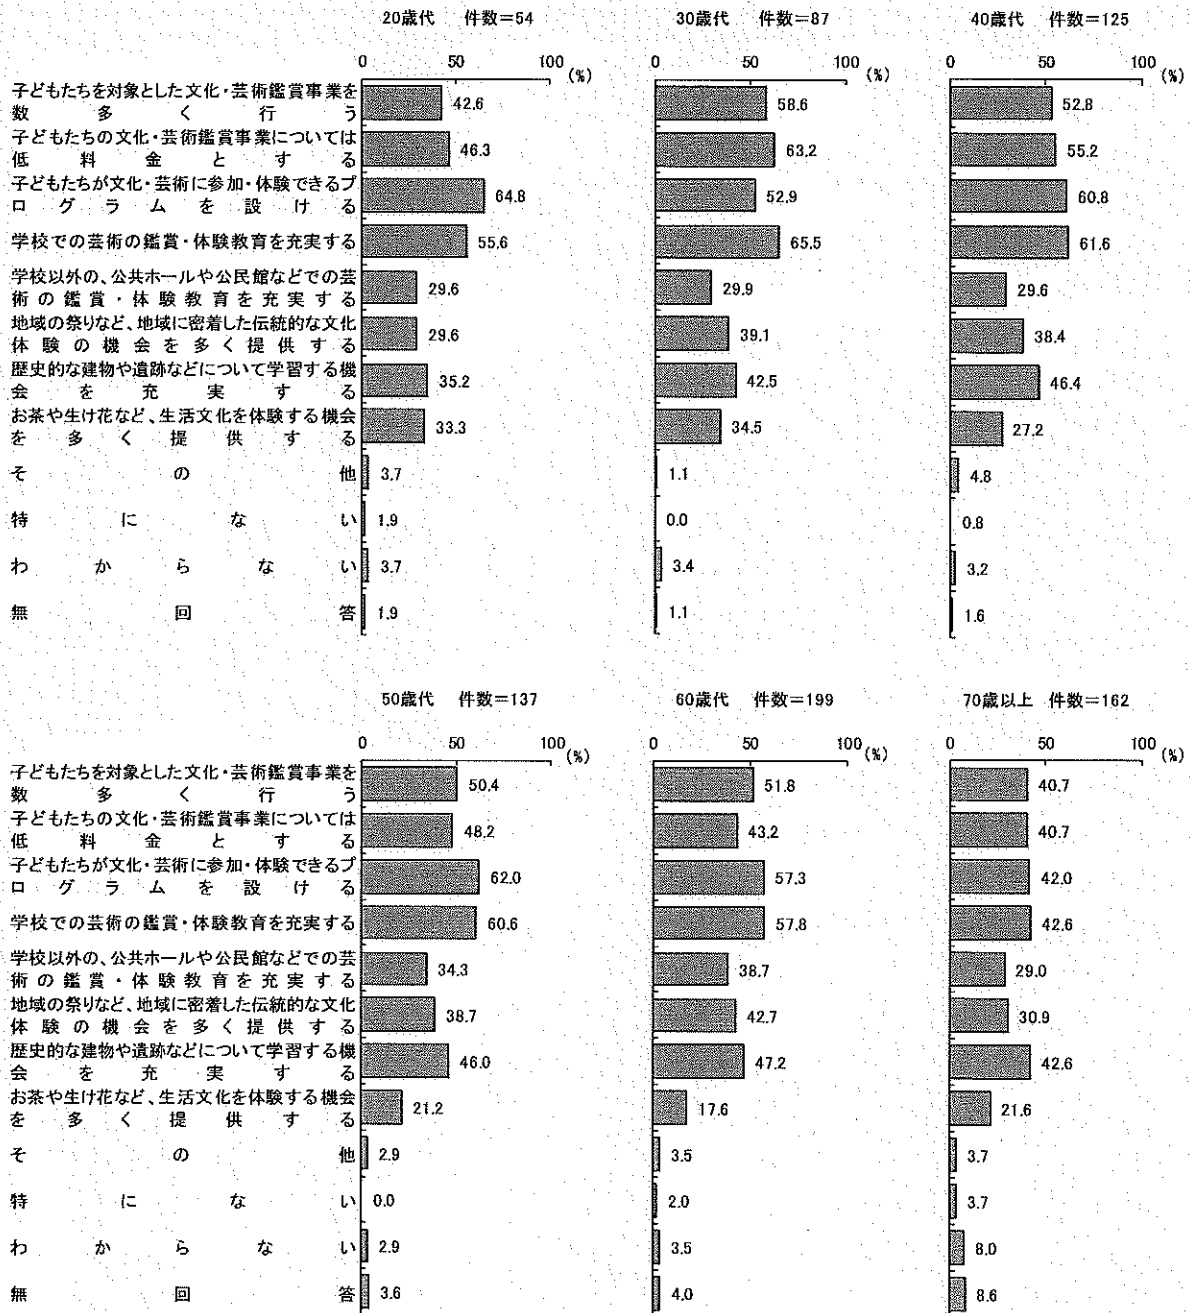 20歳代 件数=54 30歳代 件数=87 40歳代 件数=125
0 50 100 (%) 0 50 100 (%) 0 50 100 (%)
子どもたちを対象とした文化・芸術鑑賞事業を
数多く行う 42.6 58.6 52.8
子どもたちの文化・芸術鑑賞事業については
低料金とする 46.3 63.2 55.2
子どもたちが文化・芸術に参加・体験できるプ
ログラムを設ける 64.8 52.9 60.8
学校での芸術の鑑賞・体験教育を充実する 55.6 65.5 61.6
学校以外の、公共ホールや公民館などでの芸
術の鑑賞・体験教育を充実する 29.6 29.9 29.6
地域の祭りなど、地域に密着した伝統的な文化
体験の機会を多く提供する 29.6 39.1 38.4
歴史的な建物や遺跡などについて学習する機
会を充実する 35.2 42.5 46.4
お茶や生け花など、生活文化を体験する機会
を多く提供する 33.3 34.5 27.2
その他 3.7 1.1 4.8
特にない 1.9 0.0 0.8
わからない 3.7 3.4 3.2
無回答 1.9 1.1 1.6
50歳代 件数=137 60歳代 件数=199 70歳以上 件数=162
0 50 100 (%) 0 50 100 (%) 0 50 100 (%)
子どもたちを対象とした文化・芸術鑑賞事業を
数多く行う 50.4 51.8 40.7
子どもたちの文化・芸術鑑賞事業については
低料金とする 48.2 43.2 40.7
子どもたちが文化・芸術に参加・体験できるプ
ログラムを設ける 62.0 57.3 42.0
学校での芸術の鑑賞・体験教育を充実する 60.6 57.8 42.6
学校以外の、公共ホールや公民館などでの芸
術の鑑賞・体験教育を充実する 34.3 38.7 29.0
地域の祭りなど、地域に密着した伝統的な文化
体験の機会を多く提供する 38.7 42.7 30.9
歴史的な建物や遺跡などについて学習する機
会を充実する 46.0 47.2 42.6
お茶や生け花など、生活文化を体験する機会
を多く提供する 21.2 17.6 21.6
その他 2.9 3.5 3.7
特にない 0.0 2.0 3.7
わからない 2.9 3.5 8.0
無回答 3.6 4.0 8.6